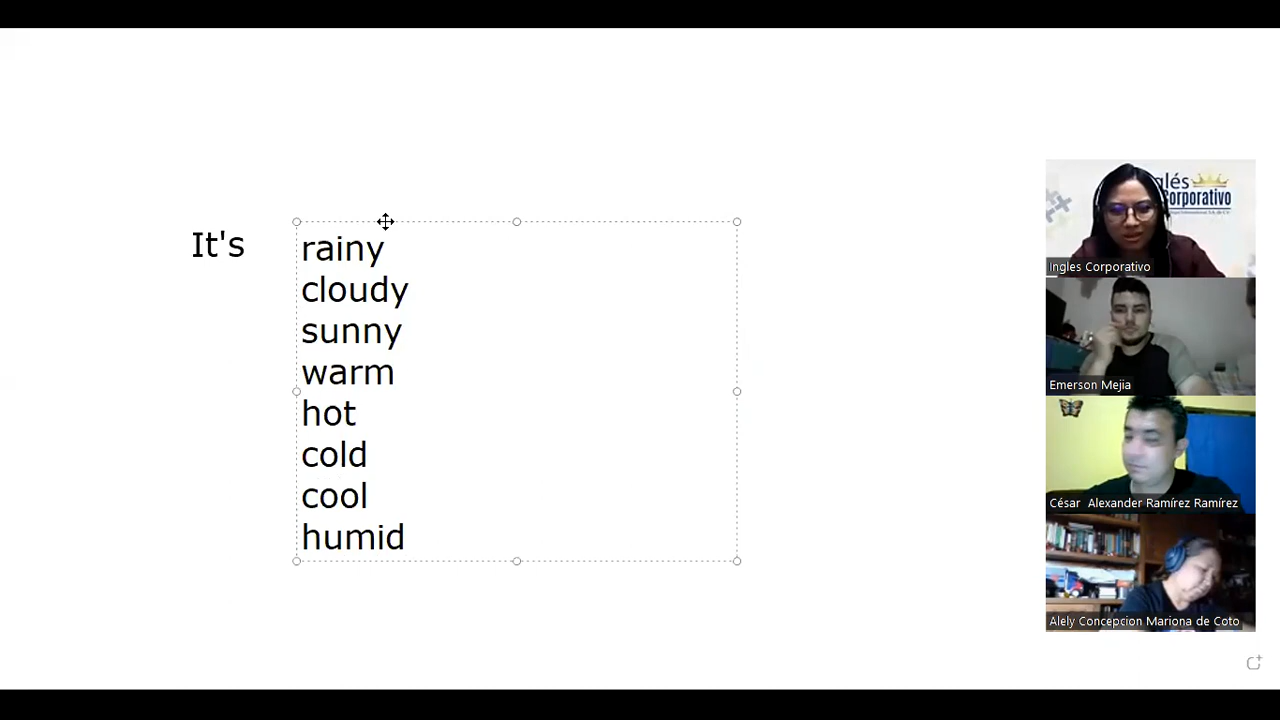 It's
rainy
cloudy
sunny
warm
hot
cold
cool
humid
glés
Corporativo
Ingles Corporativo
Emerson Mejia
César Alexander Ramírez Ramírez
Alely Concepcion Mariona de Coto